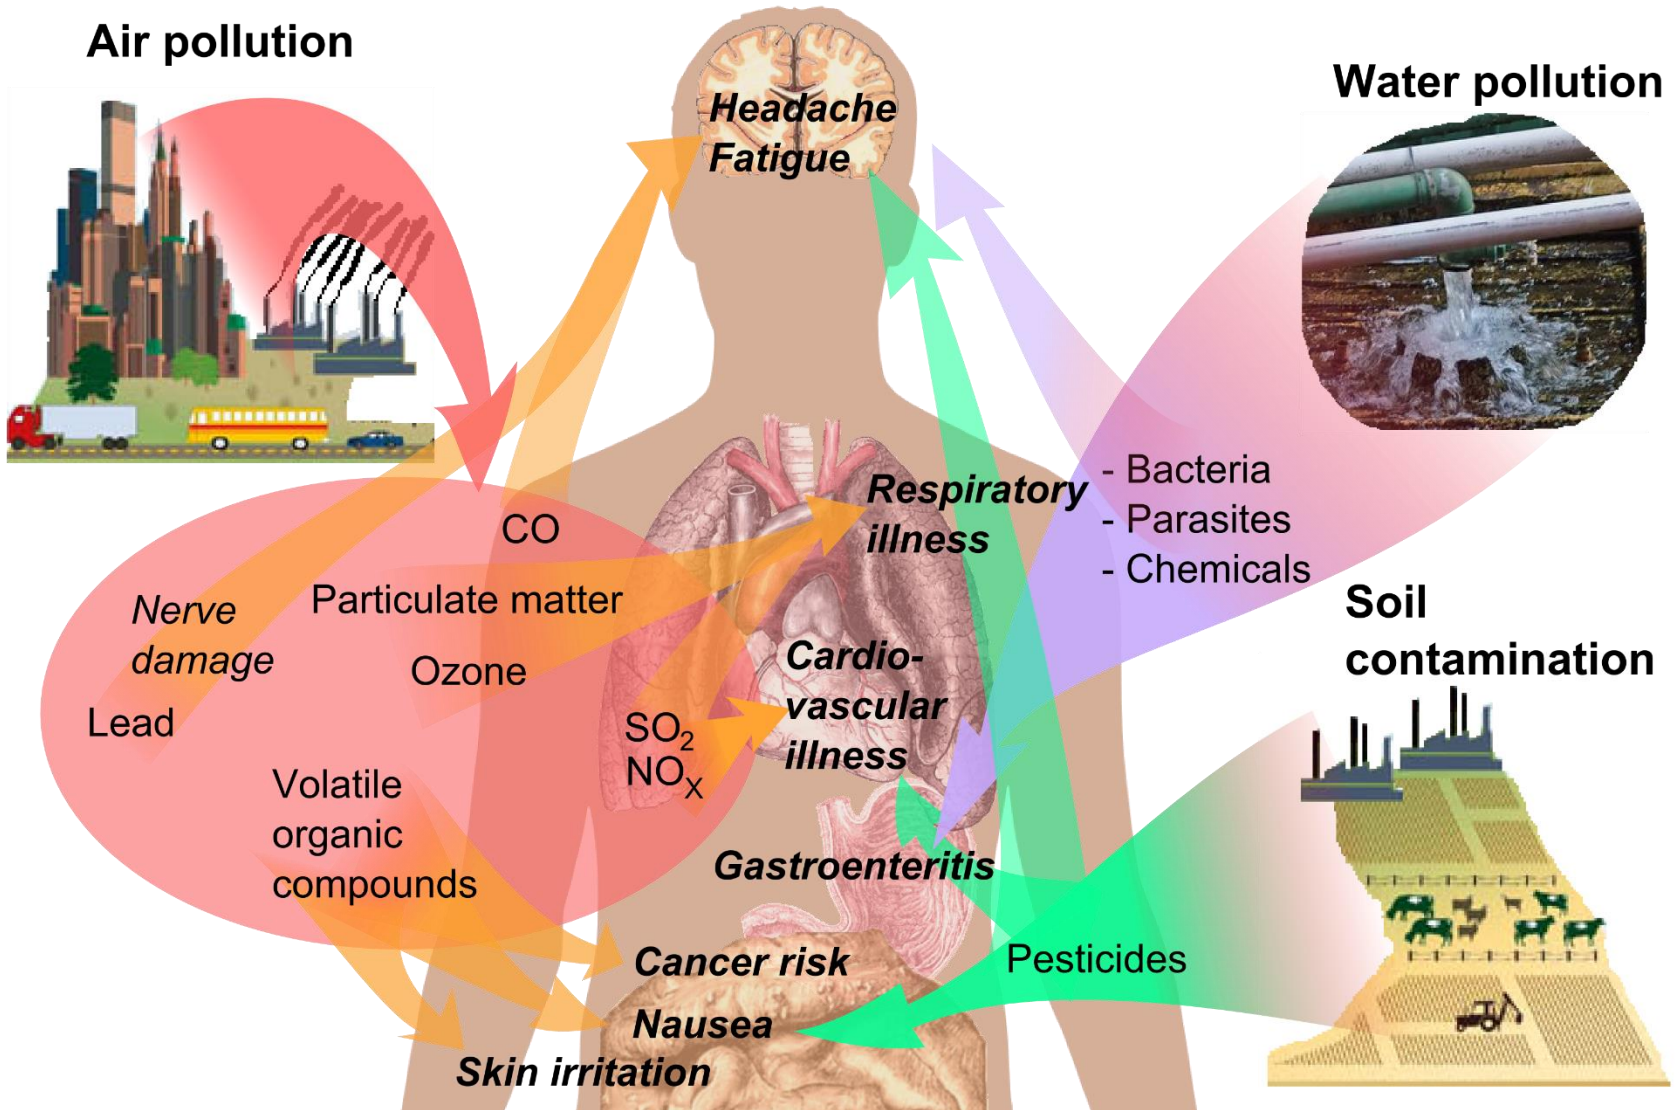 Air pollution
Water pollution
Headache
Fatigue
Respiratory
illness
- Bacteria
- Parasites
- Chemicals
CO
Particulate matter
Nerve
damage
Ozone
Lead
SO₂
NOₓ
Cardio-
vascular
illness
Soil
contamination
Volatile
organic
compounds
Gastroenteritis
Pesticides
Cancer risk
Nausea
Skin irritation